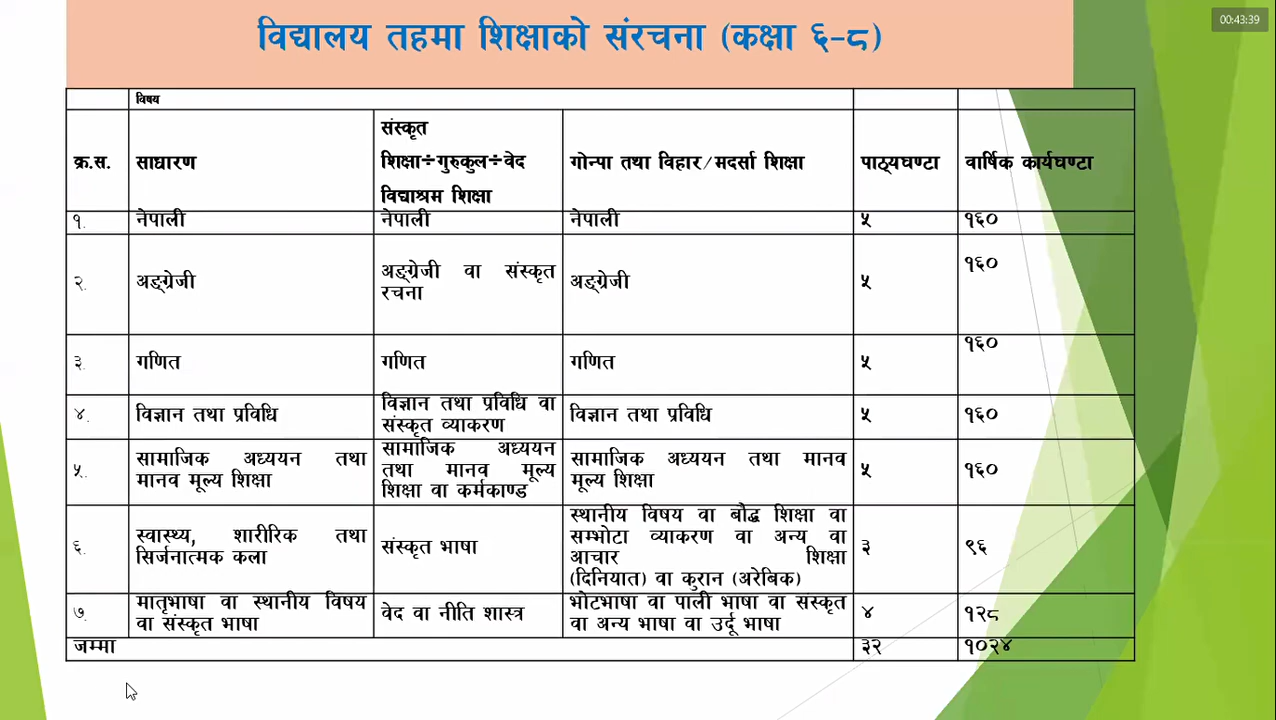 विद्यालय तहमा शिक्षाको संरचना (कक्षा ६-८)
00:43:39
विषय
क्र.स. साधारण संस्कृत शिक्षा÷गुरुकुल÷वेद विद्याश्रम शिक्षा गोन्पा तथा विहार/मदर्सा शिक्षा पाठ्यघण्टा वार्षिक कार्यघण्टा
१. नेपाली नेपाली नेपाली ५ १६०
२. अङ्ग्रेजी अङ्ग्रेजी वा संस्कृत रचना अङ्ग्रेजी ५ १६०
३. गणित गणित गणित ५ १६०
४. विज्ञान तथा प्रविधि विज्ञान तथा प्रविधि वा संस्कृत व्याकरण विज्ञान तथा प्रविधि ५ १६०
५. सामाजिक अध्ययन तथा मानव मूल्य शिक्षा सामाजिक अध्ययन तथा मानव मूल्य शिक्षा वा कर्मकाण्ड सामाजिक अध्ययन तथा मानव मूल्य शिक्षा ५ १६०
६. स्वास्थ्य, शारीरिक तथा सिर्जनात्मक कला संस्कृत भाषा स्थानीय विषय वा बौद्ध शिक्षा वा सम्भोटा व्याकरण वा अन्य वा आचार शिक्षा (दिनियात) वा कुरान (अरेबिक) ३ ९६
७. मातृभाषा वा स्थानीय विषय वा संस्कृत भाषा वेद वा नीति शास्त्र भोटभाषा वा पाली भाषा वा संस्कृत वा अन्य भाषा वा उर्दू भाषा ४ १२८
जम्मा ३२ १०२४